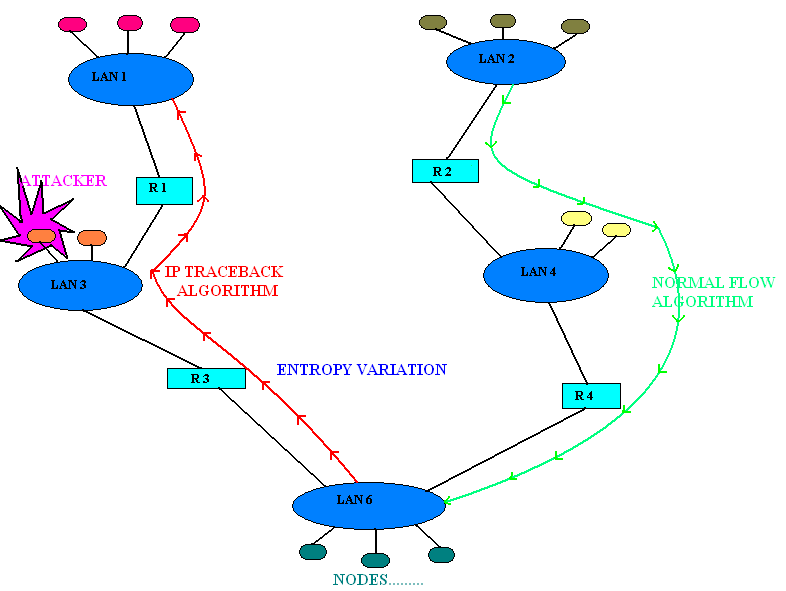 LAN 1
LAN 2
R 1
R 2
ATTACKER
LAN 3
LAN 4
IP TRACEBACK
ALGORITHM
NORMAL FLOW
ALGORITHM
R 3
ENTROPY VARIATION
R 4
LAN 6
NODES.........